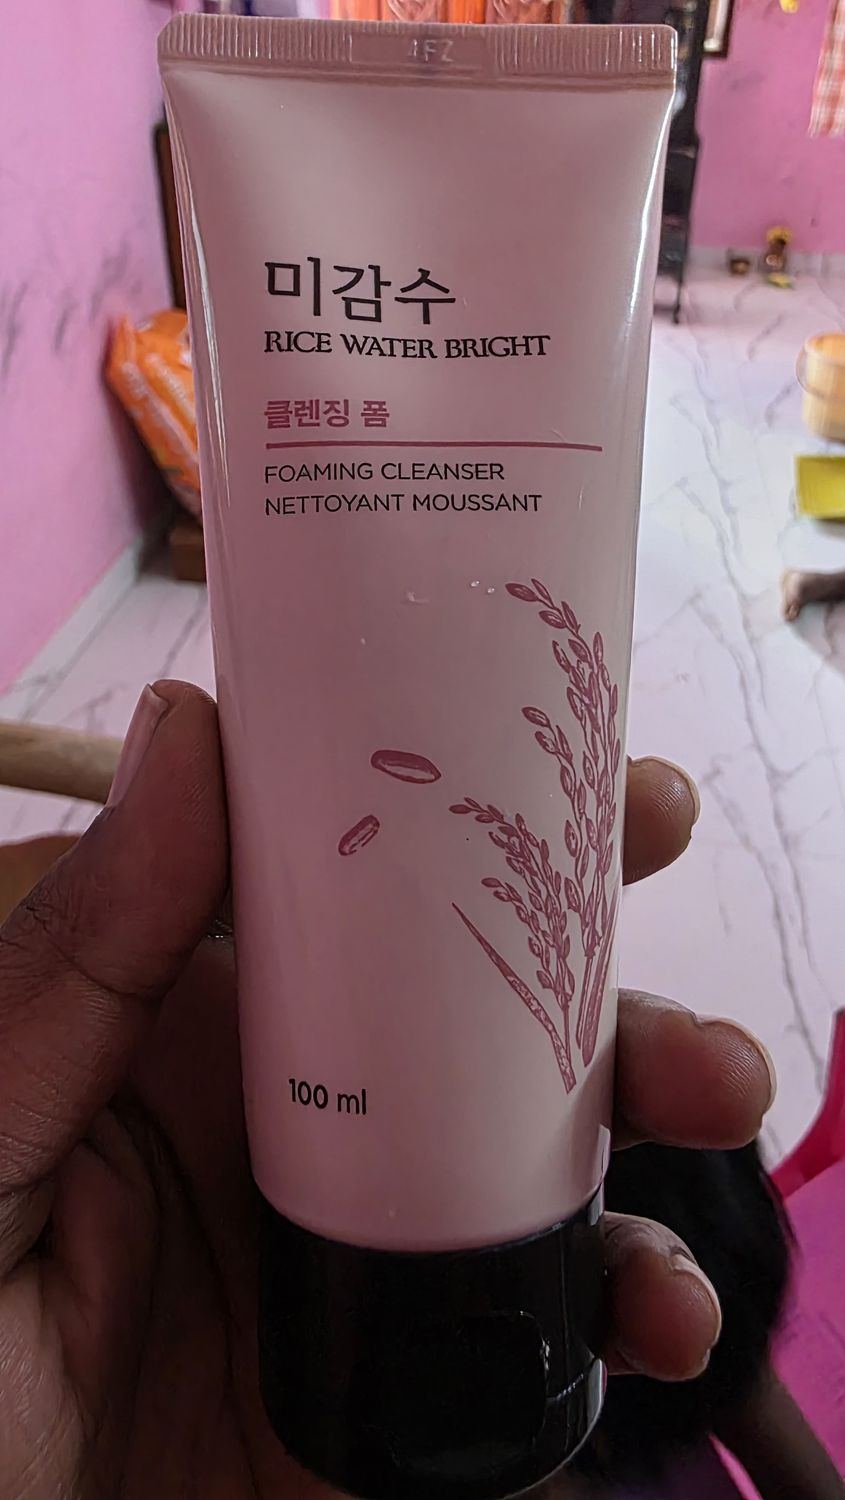 미감수
RICE WATER BRIGHT
클렌징 폼
FOAMING CLEANSER
NETTOYANT MOUSSANT
100 ml